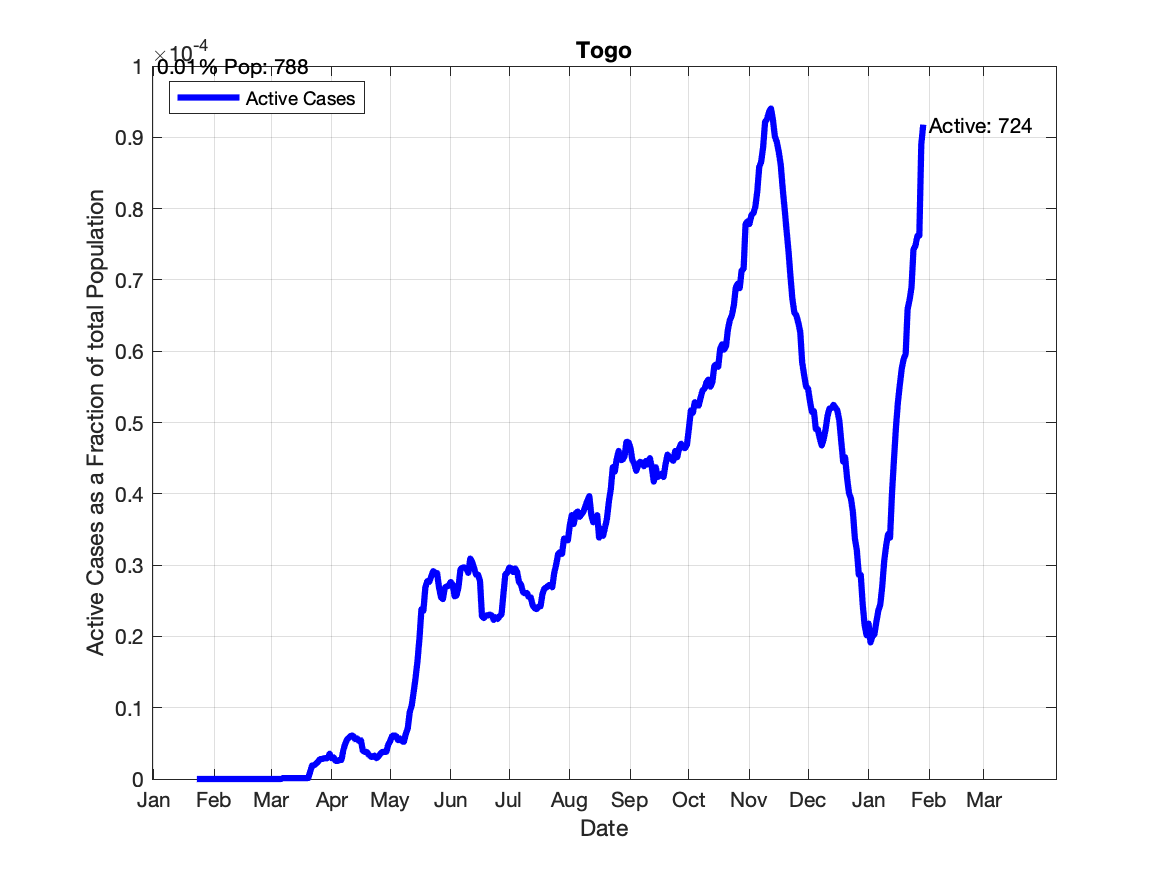 Togo
×10-4
0.01% Pop: 788
Active Cases
Active: 724
Active Cases as a Fraction of total Population
1
0.9
0.8
0.7
0.6
0.5
0.4
0.3
0.2
0.1
0
Jan Feb Mar Apr May Jun Jul Aug Sep Oct Nov Dec Jan Feb Mar
Date